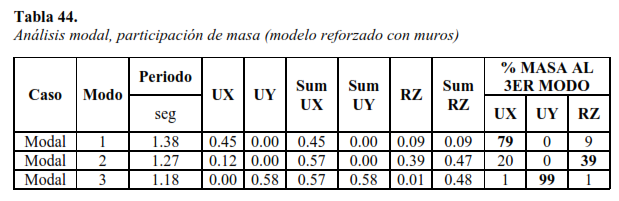 Tabla 44.
Análisis modal, participación de masa (modelo reforzado con muros)
Caso Modo Periodo seg UX UY Sum UX Sum UY RZ Sum RZ % MASA AL 3ER MODO UX UY RZ
Modal 1 1.38 0.45 0.00 0.45 0.00 0.09 0.09 79 0 9
Modal 2 1.27 0.12 0.00 0.57 0.00 0.39 0.47 20 0 39
Modal 3 1.18 0.00 0.58 0.57 0.58 0.01 0.48 1 99 1